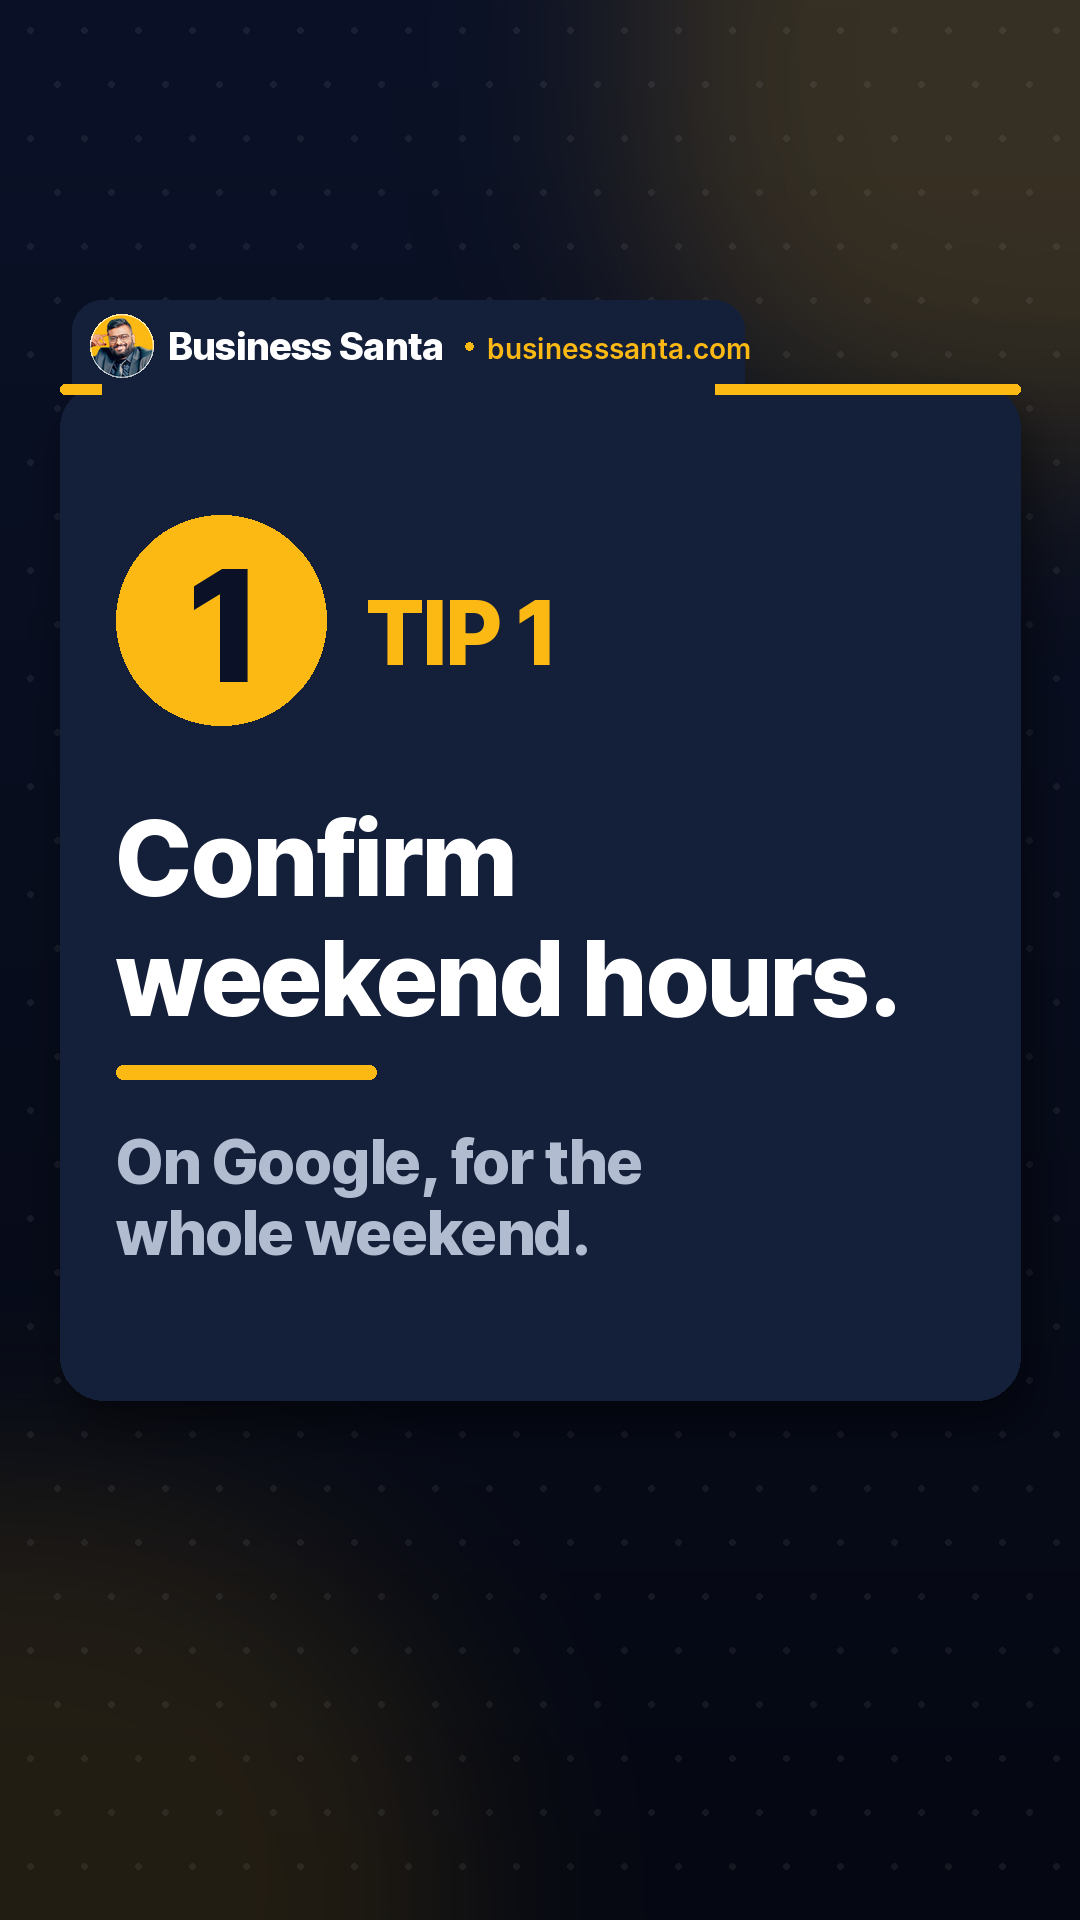 Business Santa • businesssanta.com
1 TIP 1
Confirm
weekend hours.
On Google, for the
whole weekend.